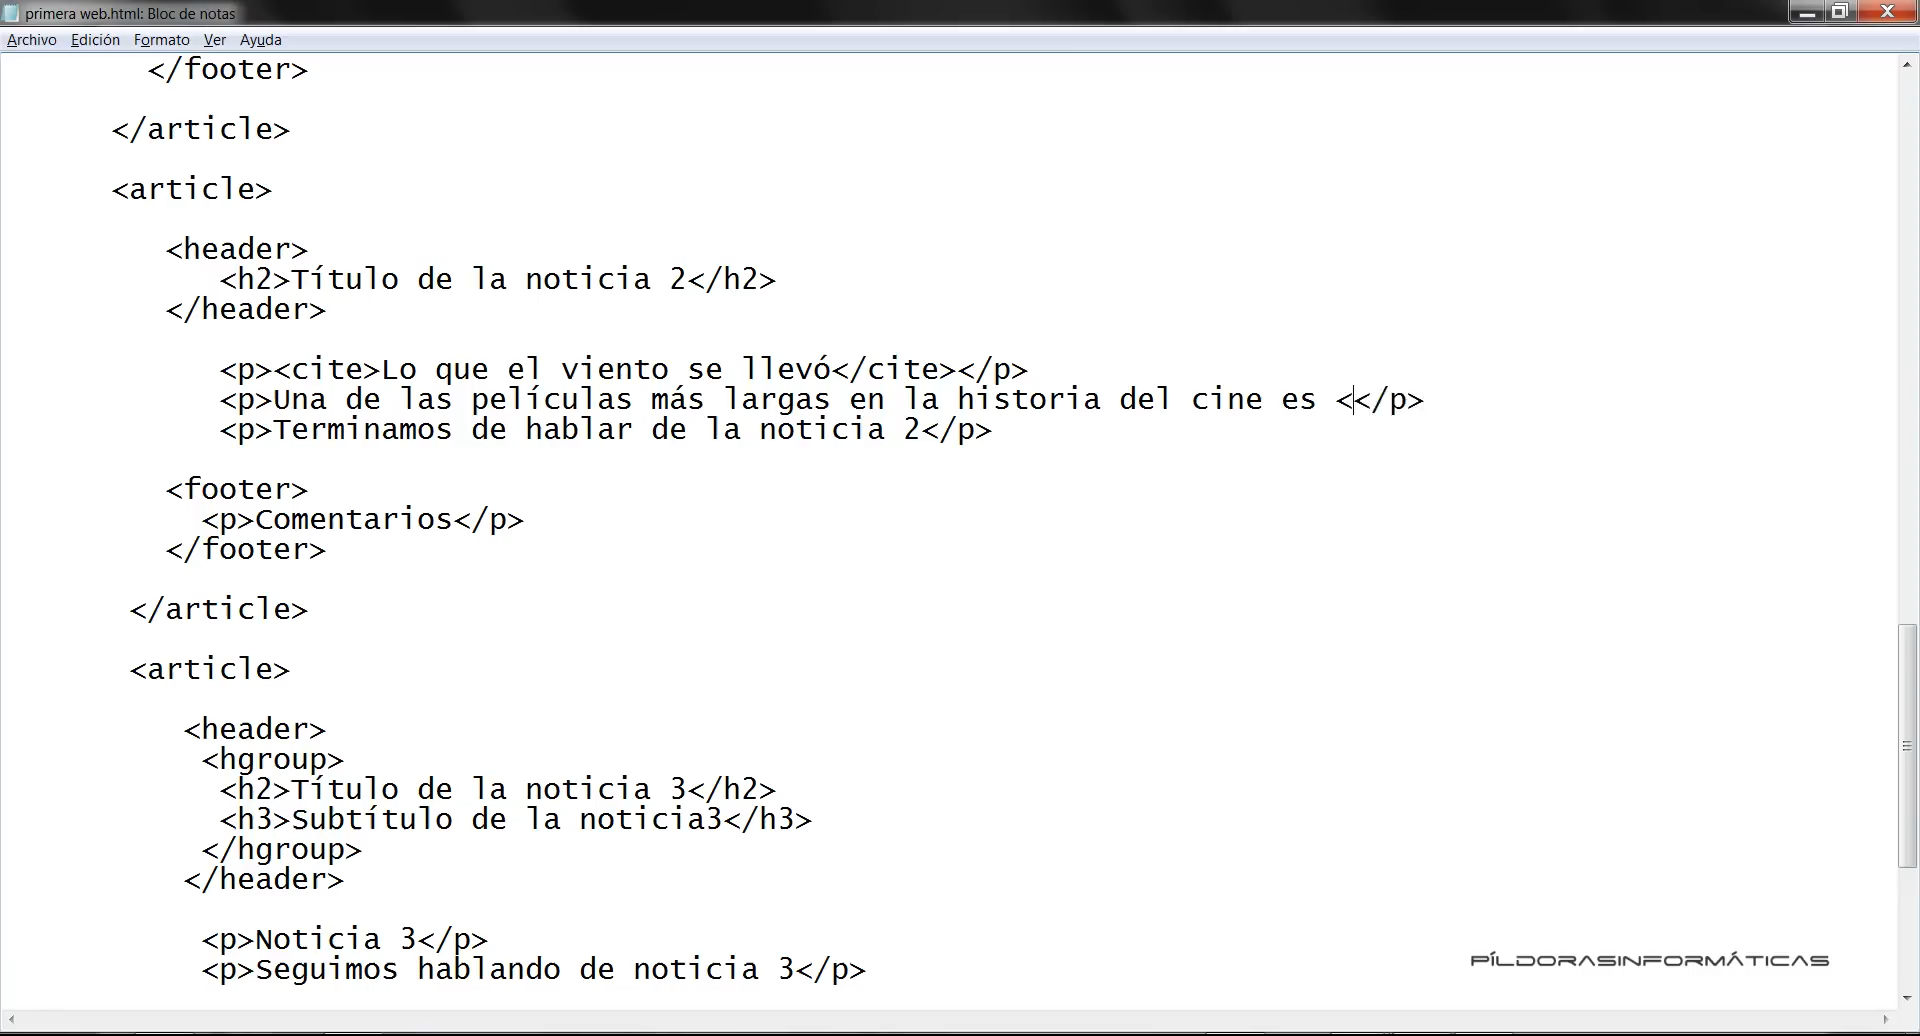 primera web.html: Bloc de notas
Archivo Edición Formato Ver Ayuda
</footer>
</article>
<article>
<header>
<h2>Título de la noticia 2</h2>
</header>
<p><cite>Lo que el viento se llevó</cite></p>
<p>Una de las películas más largas en la historia del cine es <</p>
<p>Terminamos de hablar de la noticia 2</p>
<footer>
<p>Comentarios</p>
</footer>
</article>
<article>
<header>
<hgroup>
<h2>Título de la noticia 3</h2>
<h3>Subtítulo de la noticia3</h3>
</hgroup>
</header>
<p>Noticia 3</p>
<p>Seguimos hablando de noticia 3</p>
PÍLDORASINFORMÁTICAS